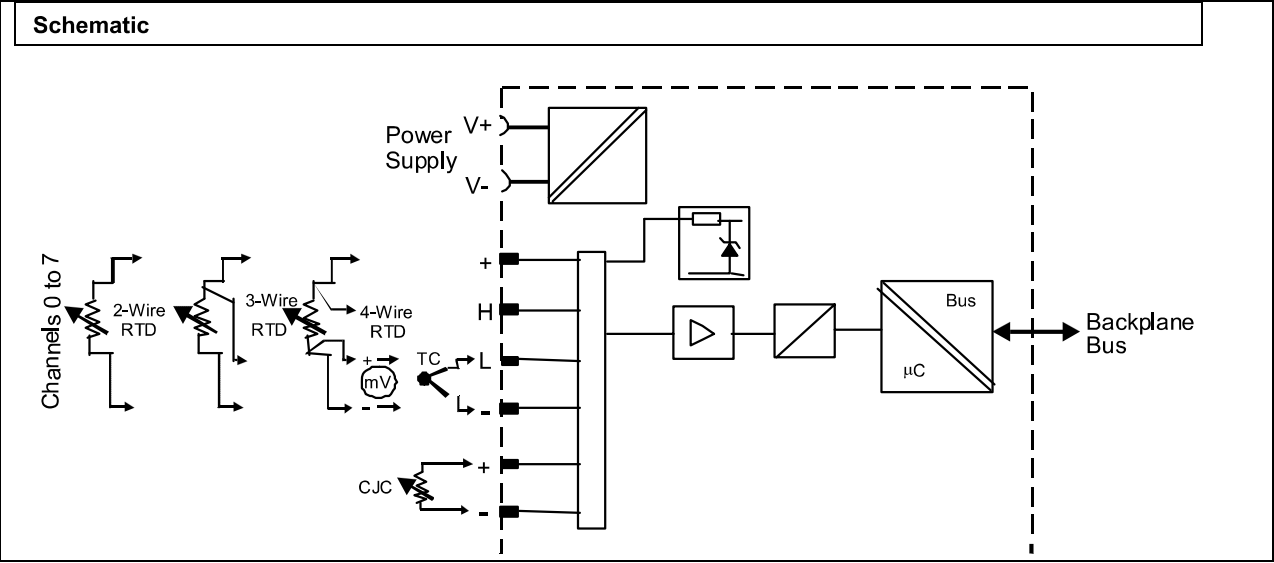 Schematic
Power
Supply
V+
V-
Channels 0 to 7
2-Wire
RTD
3-Wire
RTD
4-Wire
RTD
+
mV
-
TC
+
H
L
-
CJC
+
-
Bus
µC
Backplane
Bus